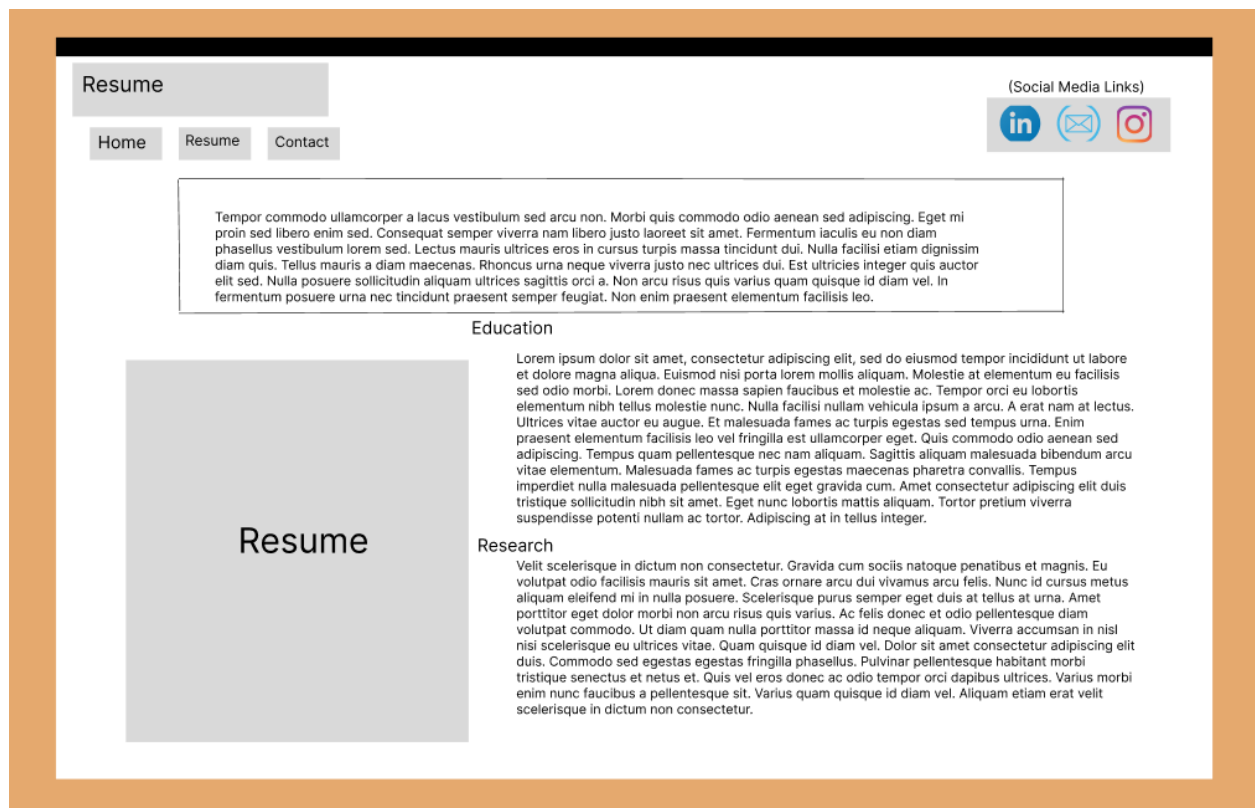 Resume
(Social Media Links)
in
Home
Resume
Contact
Tempor commodo ullamcorper a lacus vestibulum sed arcu non. Morbi quis commodo odio aenean sed adipiscing. Eget mi
proin sed libero enim sed. Consequat semper viverra nam libero justo laoreet sit amet. Fermentum iaculis eu non diam
phasellus vestibulum lorem sed. Lectus mauris ultrices eros in cursus turpis massa tincidunt dui. Nulla facilisi etiam dignissim
diam quis. Tellus mauris a diam maecenas. Rhoncus urna neque viverra justo nec ultrices dui. Est ultricies integer quis auctor
elit sed. Nulla posuere sollicitudin aliquam ultrices sagittis orci a. Non arcu risus quis varius quam quisque id diam vel. In
fermentum posuere urna nec tincidunt praesent semper feugiat. Non enim praesent elementum facilisis leo.
Education
Lorem ipsum dolor sit amet, consectetur adipiscing elit, sed do eiusmod tempor incididunt ut labore
et dolore magna aliqua. Euismod nisi porta lorem mollis aliquam. Molestie at elementum eu facilisis
sed odio morbi. Lorem donec massa sapien faucibus et molestie ac. Tempor orci eu lobortis
elementum nibh tellus molestie nunc. Nulla facilisi nullam vehicula ipsum a arcu. A erat nam at lectus.
Ultrices vitae auctor eu augue. Et malesuada fames ac turpis egestas sed tempus urna. Enim
praesent elementum facilisis leo vel fringilla est ullamcorper eget. Quis commodo odio aenean sed
adipiscing. Tempus quam pellentesque nec nam aliquam. Sagittis aliquam malesuada bibendum arcu
vitae elementum. Malesuada fames ac turpis egestas maecenas pharetra convallis. Tempus
imperdiet nulla malesuada pellentesque elit eget gravida cum. Amet consectetur adipiscing elit duis
tristique sollicitudin nibh sit amet. Eget nunc lobortis mattis aliquam. Tortor pretium viverra
suspendisse potenti nullam ac tortor. Adipiscing at in tellus integer.
Resume
Research
Velit scelerisque in dictum non consectetur. Gravida cum sociis natoque penatibus et magnis. Eu
volutpat odio facilisis mauris sit amet. Cras ornare arcu dui vivamus arcu felis. Nunc id cursus metus
aliquam eleifend mi in nulla posuere. Scelerisque purus semper eget duis at tellus at urna. Amet
porttitor eget dolor morbi non arcu risus quis varius. Ac felis donec et odio pellentesque diam
volutpat commodo. Ut diam quam nulla porttitor massa id neque aliquam. Viverra accumsan in nisl
nisi scelerisque eu ultrices vitae. Quam quisque id diam vel. Dolor sit amet consectetur adipiscing elit
duis. Commodo sed egestas egestas fringilla phasellus. Pulvinar pellentesque habitant morbi
tristique senectus et netus et. Quis vel eros donec ac odio tempor orci dapibus ultrices. Varius morbi
enim nunc faucibus a pellentesque sit. Varius quam quisque id diam vel. Aliquam etiam erat velit
scelerisque in dictum non consectetur.